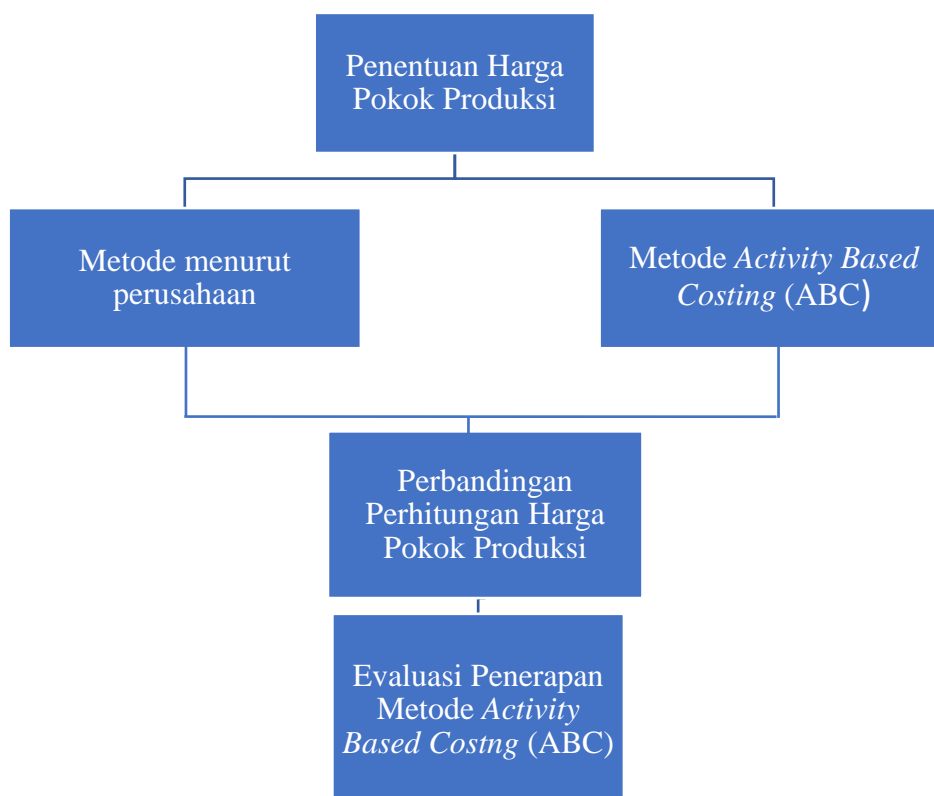 Penentuan Harga
Pokok Produksi
Metode menurut
perusahaan
Metode Activity Based
Costing (ABC)
Perbandingan
Perhitungan Harga
Pokok Produksi
Evaluasi Penerapan
Metode Activity
Based Costng (ABC)